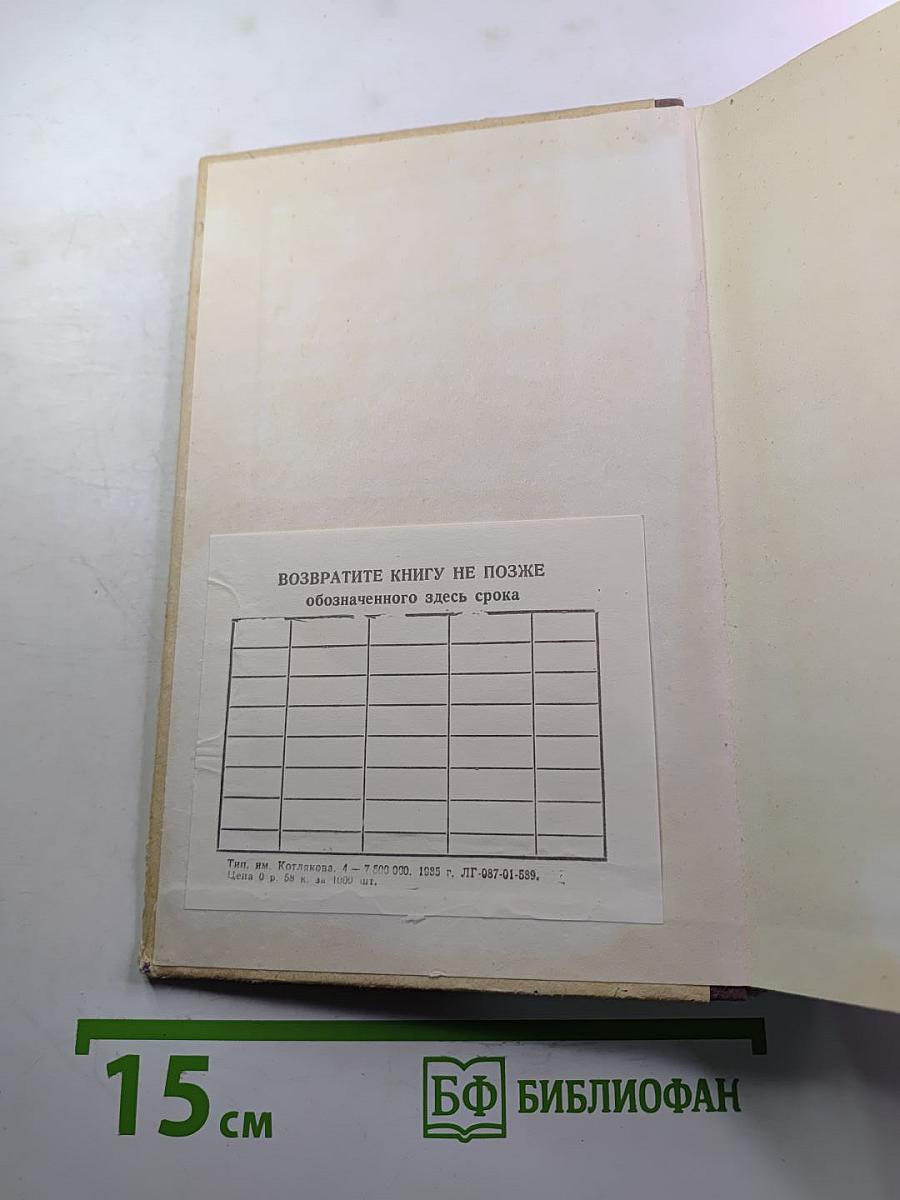 ВОЗВРАТИТЕ КНИГУ НЕ ПОЗЖЕ
обозначенного здесь срока
Тип. им. Котлякова. 4 — 7 600 000. 1985 г. ЛГ-087-01-589.
Цена 0 р. 58 к. за 1000 шт.
15 см
БФ БИБЛИОФАН